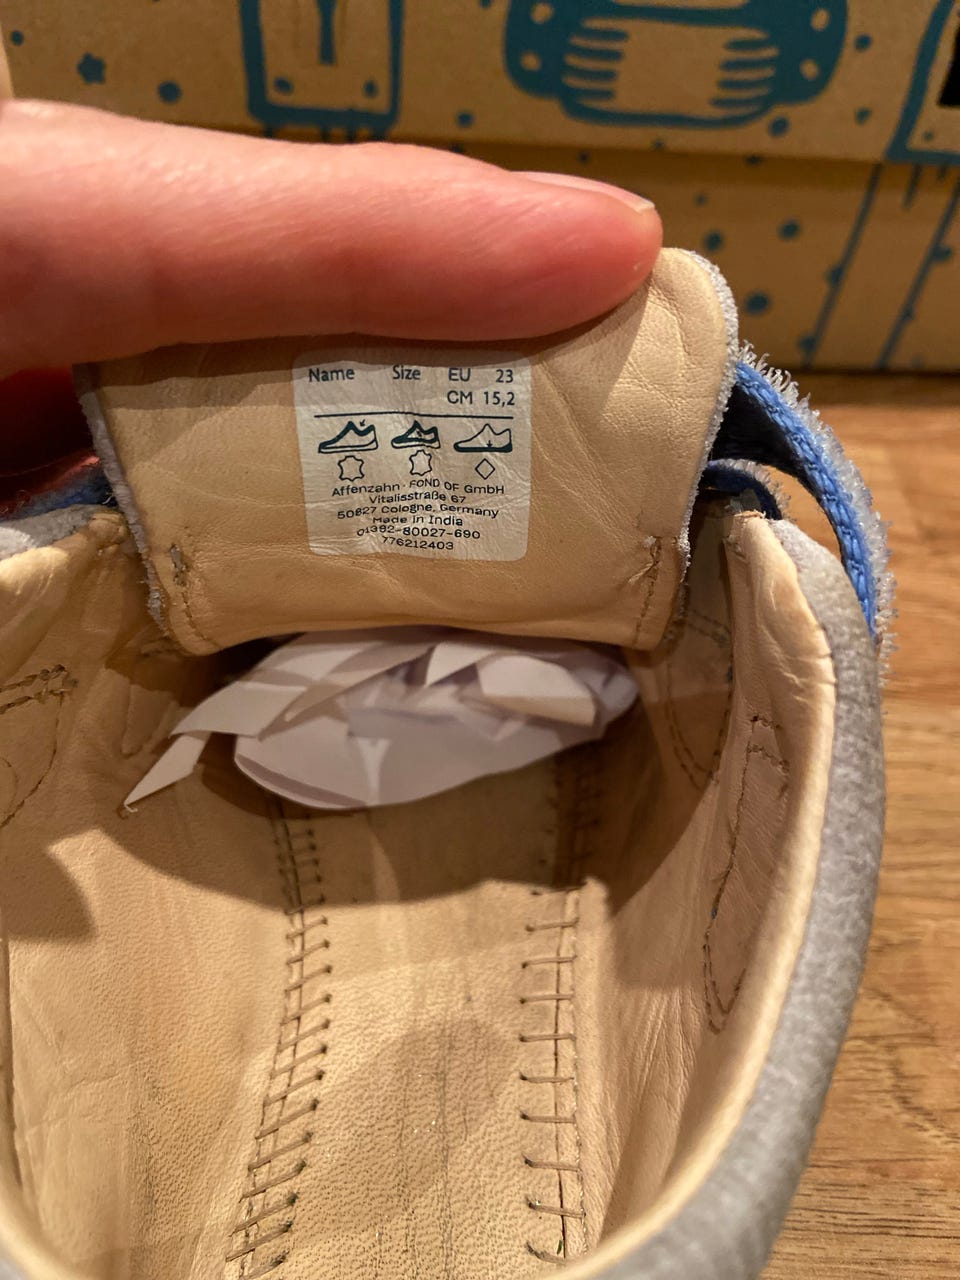 Name Size EU 23
CM 15,2
Affenzahn · FOND OF GmbH
Vitalisstraße 67
50827 Cologne, Germany
Made in India
01392-80027-690
776212403